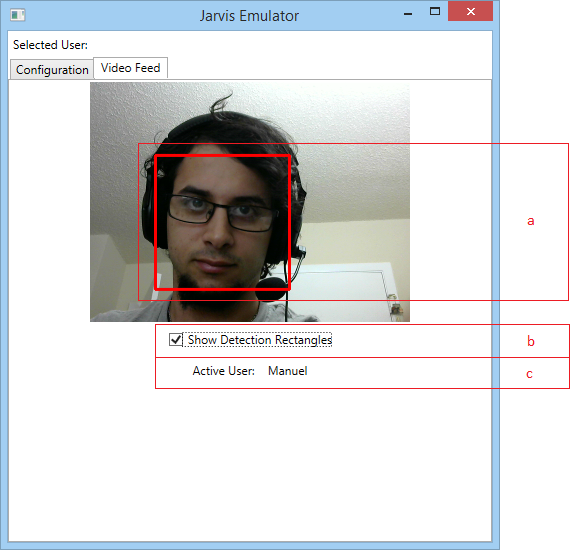 Jarvis Emulator
Selected User:
Configuration Video Feed
a
Show Detection Rectangles b
Active User: Manuel c